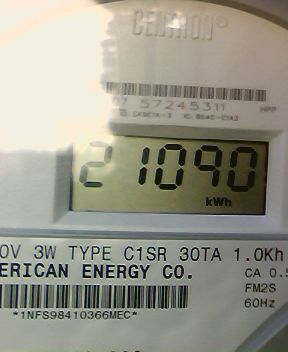 CENTRON®
07 57245311
21090
kWh
0V 3W TYPE C1SR 30TA 1.0Kh
ERICAN ENERGY CO.
CA 0.5
FM2S
60Hz
*1NFS98410366MEC*